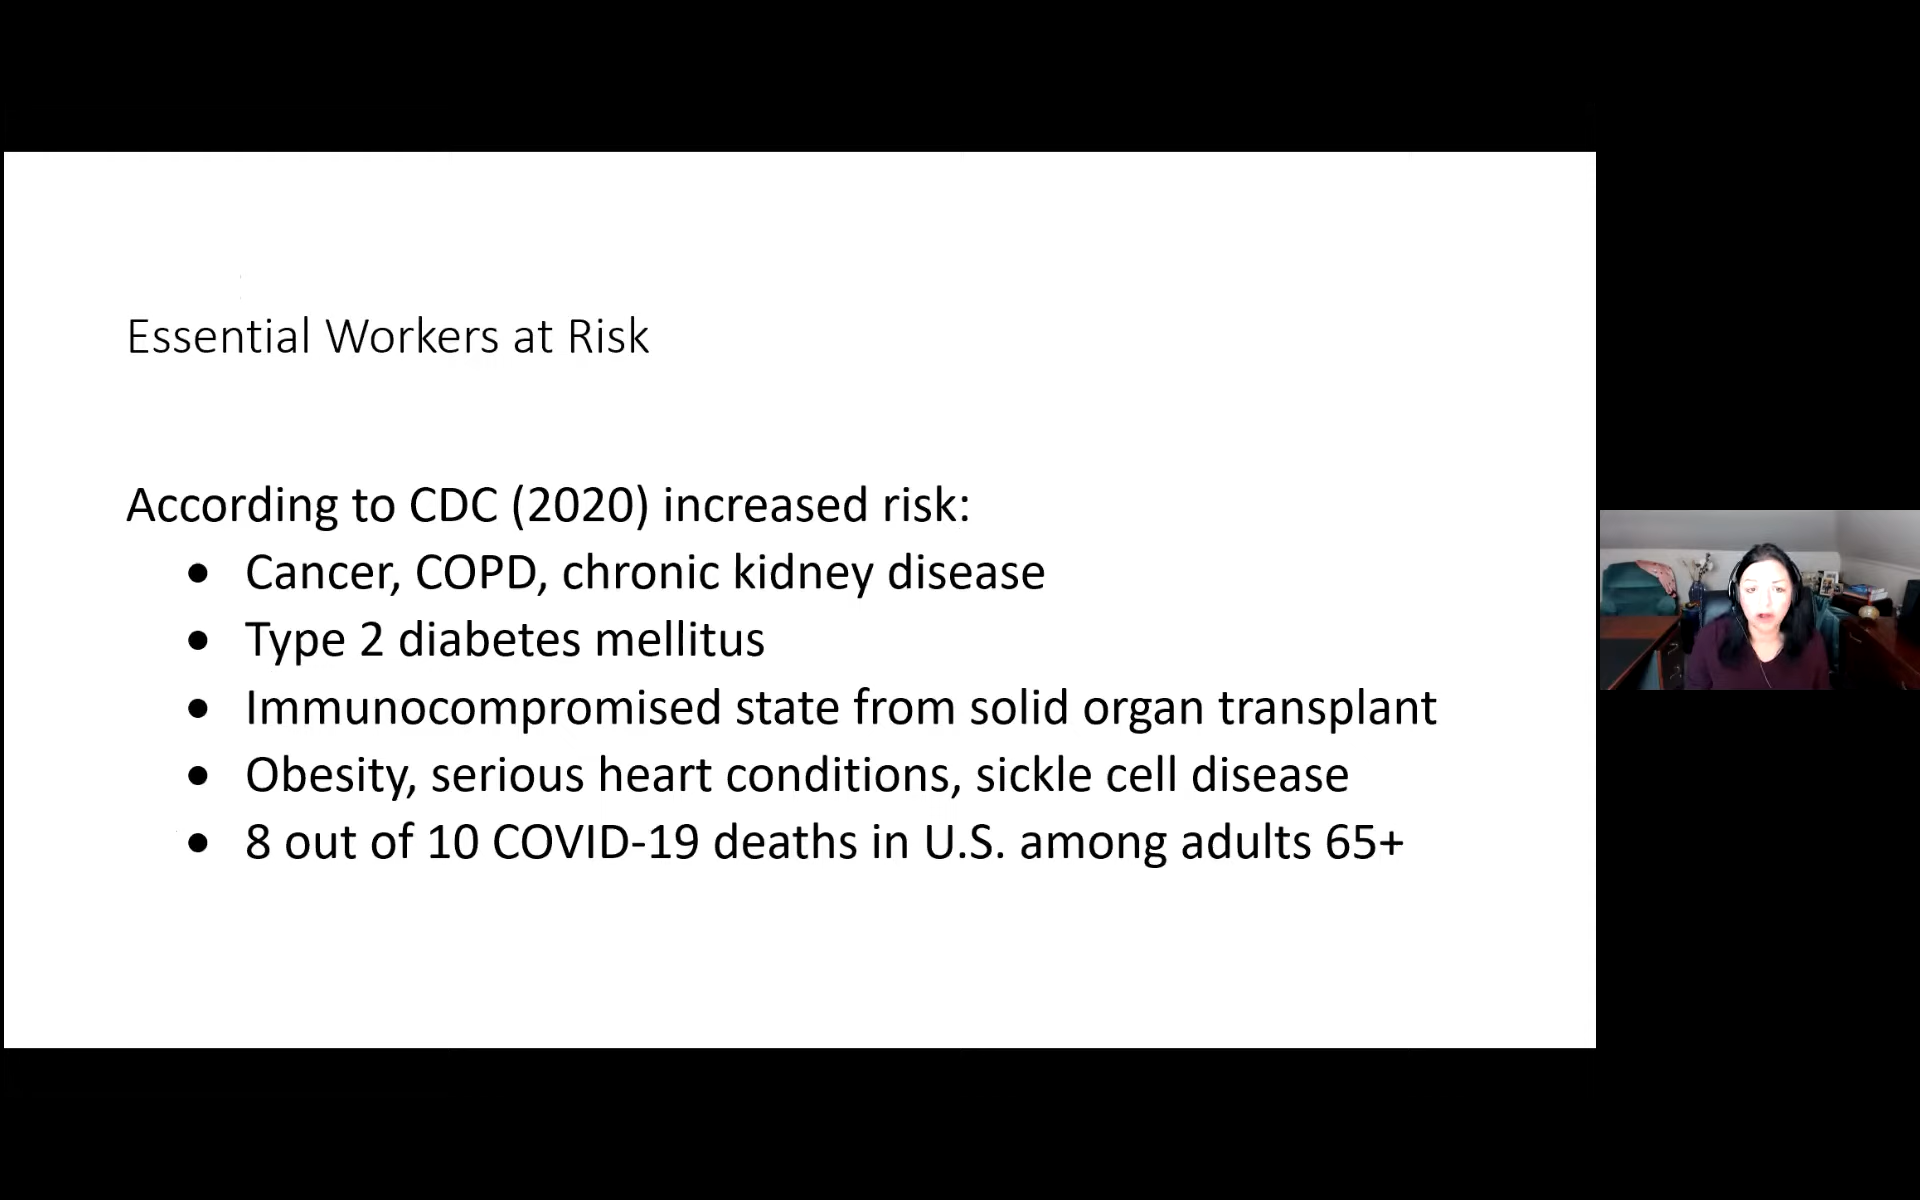 Essential Workers at Risk
According to CDC (2020) increased risk:
• Cancer, COPD, chronic kidney disease
• Type 2 diabetes mellitus
• Immunocompromised state from solid organ transplant
• Obesity, serious heart conditions, sickle cell disease
• 8 out of 10 COVID-19 deaths in U.S. among adults 65+